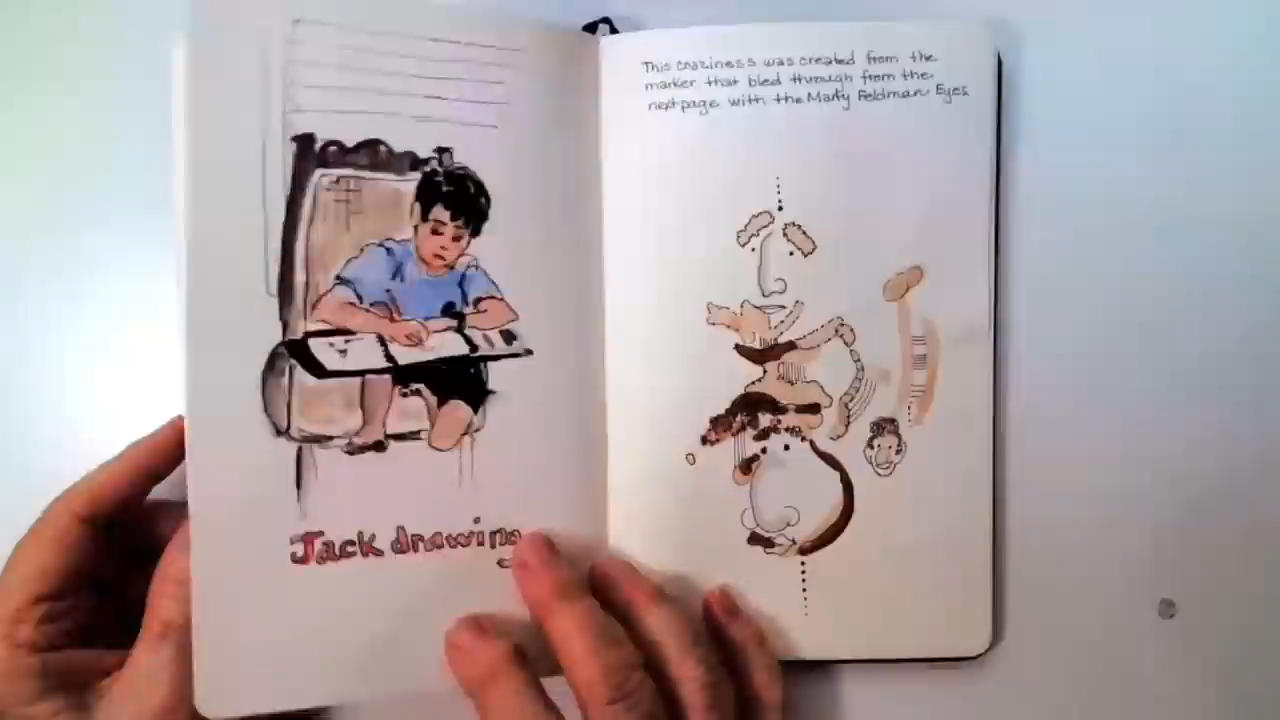 Jack drawing
This craziness was created from the
marker that bled through from the
next page with the Marty Feldman Eyes